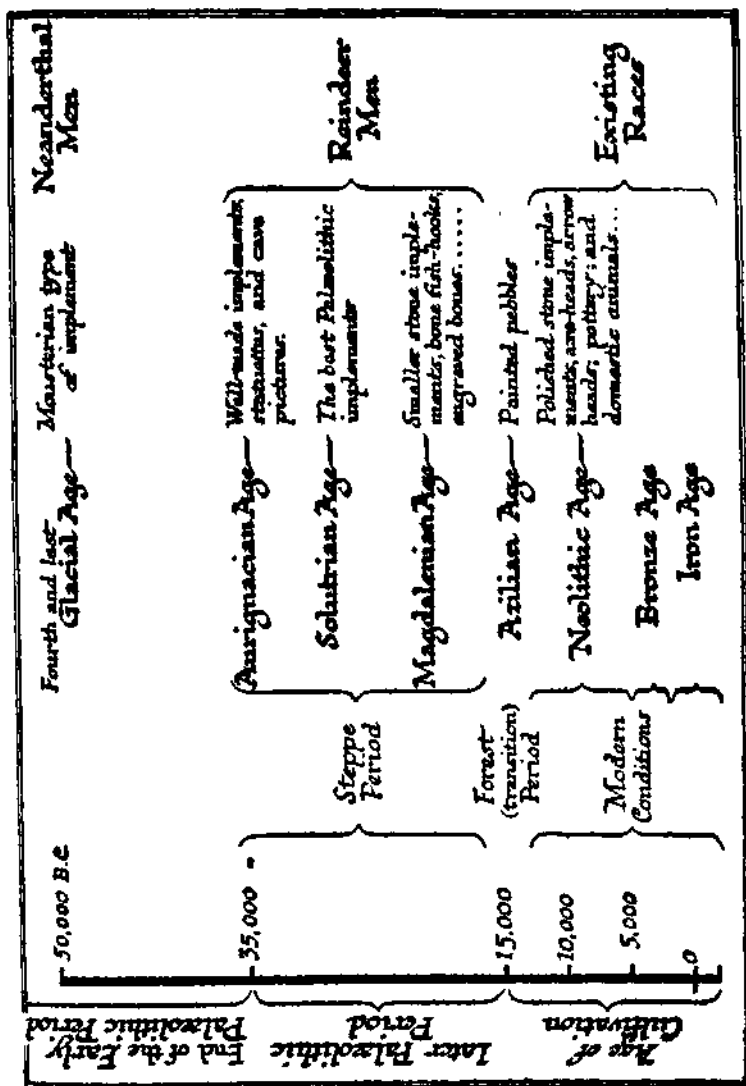 End of the Early
Palæolithic Period
Later Palæolithic
Period
Age of
Cultivation
50,000 B.C.
35,000 "
15,000
10,000
5,000
0
Steppe
Period
Forest
(transition)
Period
Modern
Conditions
Fourth and last
Glacial Age—
Aurignacian Age—
Solutrian Age—
Magdalenian Age—
Azilian Age—
Neolithic Age—
Bronze Age
Iron Age
Mousterian type
of implement
Well-made implements,
statuettes, and cave
pictures.
The best Palæolithic
implements
Smaller stone imple-
ments, bone fish-hooks,
engraved bones......
Painted pebbles
Polished stone imple-
ments, axe-heads, arrow
heads; pottery; and
domestic animals...
Neanderthal
Men
Reindeer
Men
Existing
Races